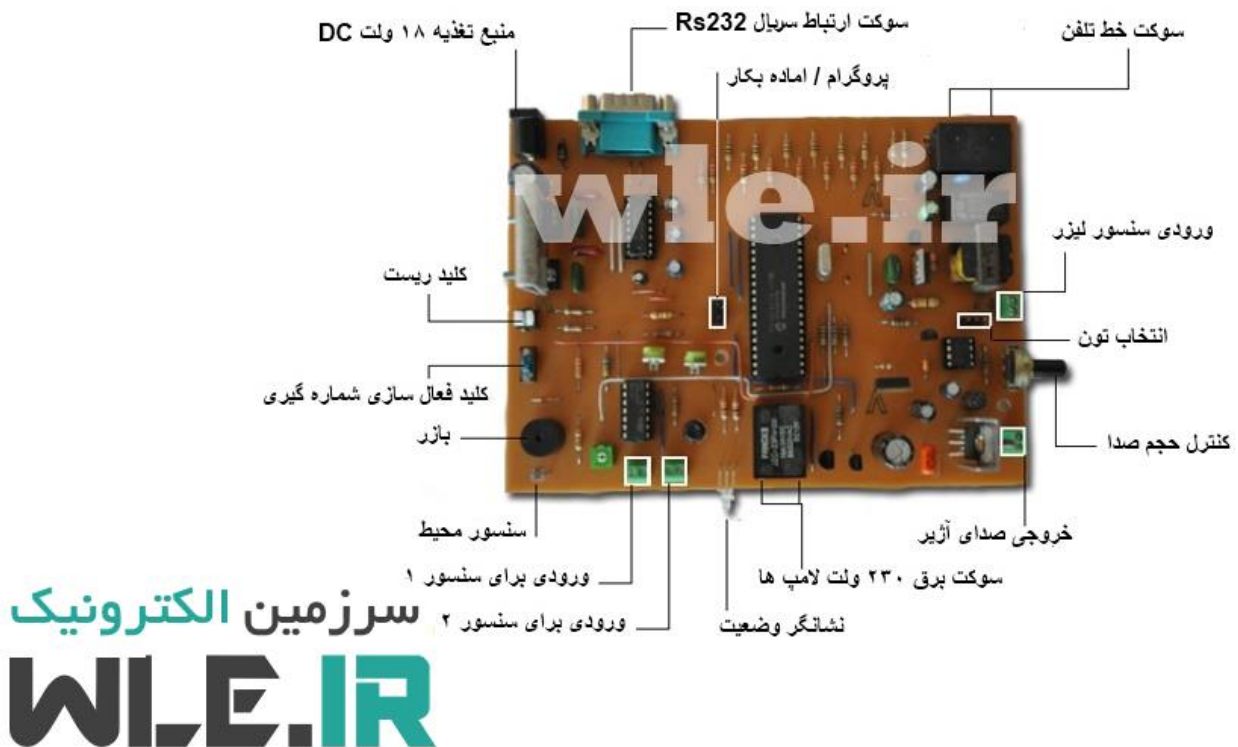 سوکت ارتباط سریال Rs232
منبع تغذیه ۱۸ ولت DC
سوکت خط تلفن
پروگرام / اماده بکار
wle.ir
ورودی سنسور لیزر
کلید ریست
انتخاب تون
کلید فعال سازی شماره گیری
بازر
کنترل حجم صدا
سنسور محیط
خروجی صدای آژیر
ورودی برای سنسور ۱
سوکت برق ۲۳۰ ولت لامپ ها
ورودی برای سنسور ۲
نشانگر وضعیت
سرزمین الکترونیک
WLE.IR